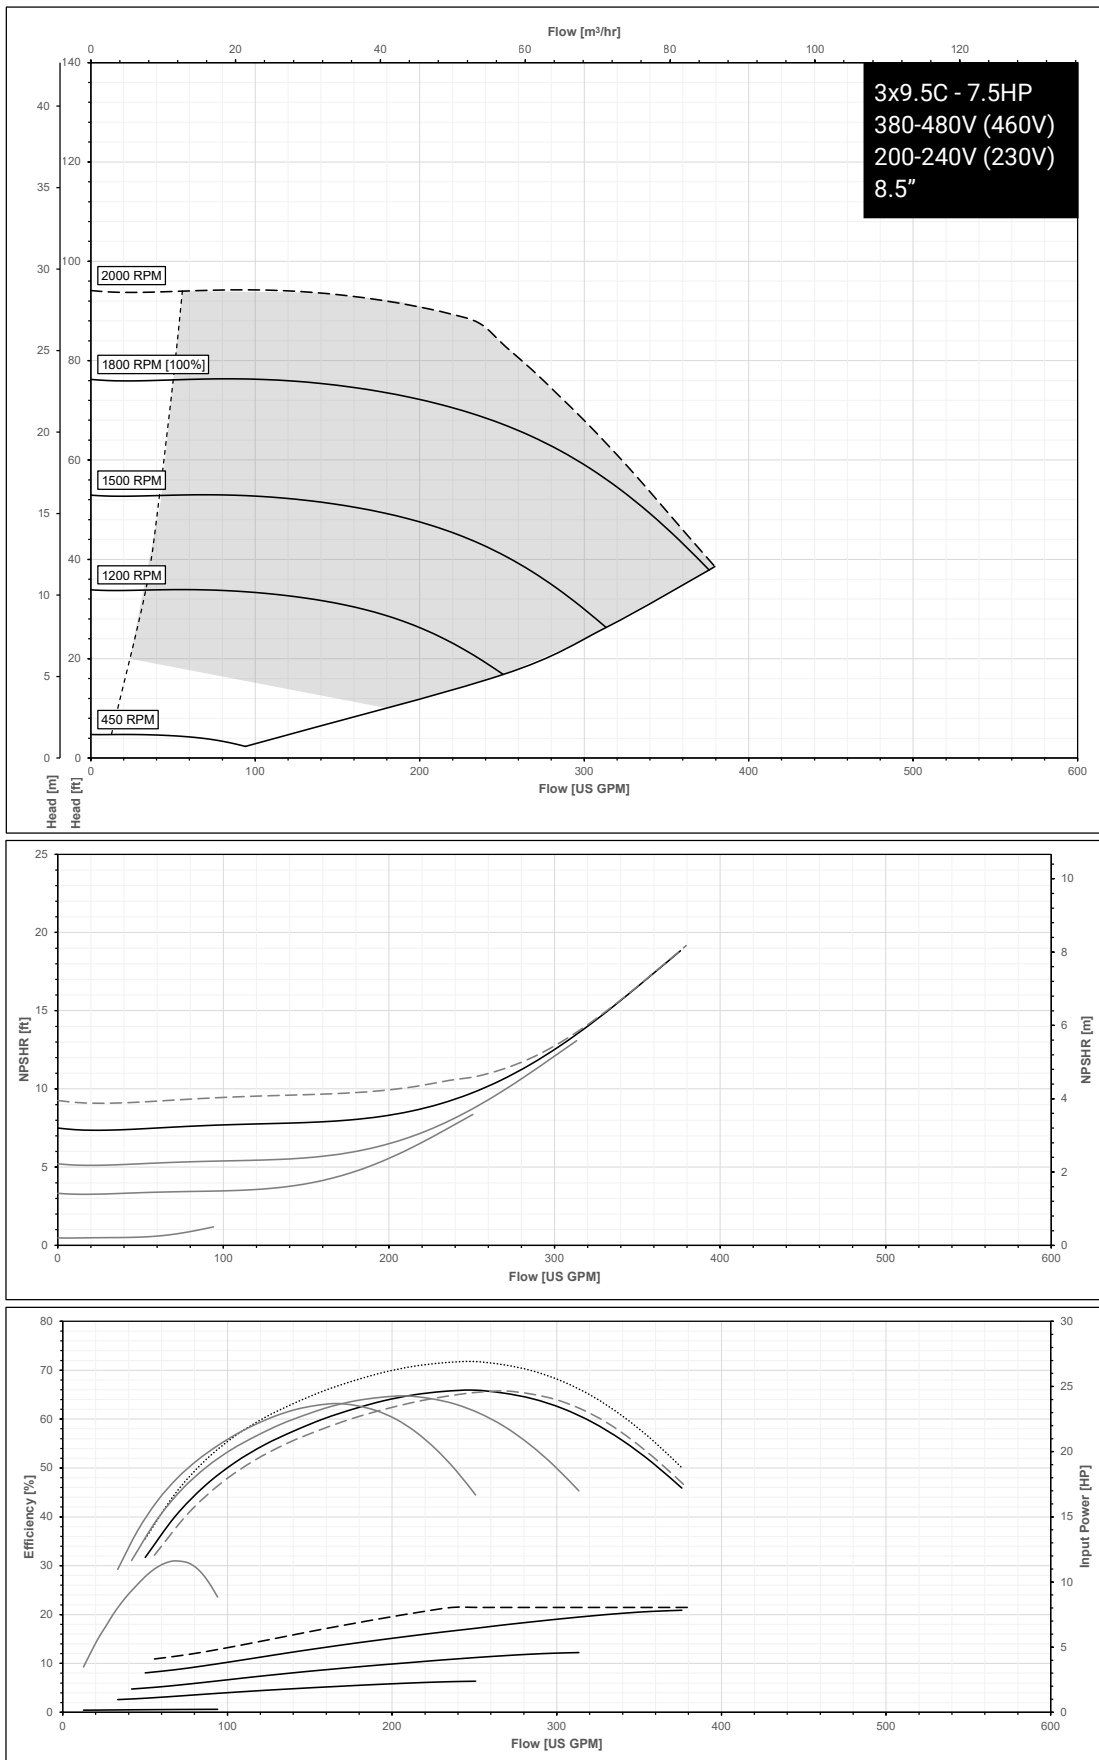 Flow [m³/hr]
0 20 40 60 80 100 120
3x9.5C - 7.5HP
380-480V (460V)
200-240V (230V)
8.5”
40
35
30
25
20
15
10
5
0
Head [m]
140
120
100
80
60
40
20
0
Head [ft]
2000 RPM
1800 RPM [100%]
1500 RPM
1200 RPM
450 RPM
0 100 200 300 400 500 600
Flow [US GPM]
25
20
15
10
5
0
NPSHR [ft]
10
8
6
4
2
0
NPSHR [m]
0 100 200 300 400 500 600
Flow [US GPM]
80
70
60
50
40
30
20
10
0
Efficiency [%]
30
25
20
15
10
5
0
Input Power [HP]
0 100 200 300 400 500 600
Flow [US GPM]